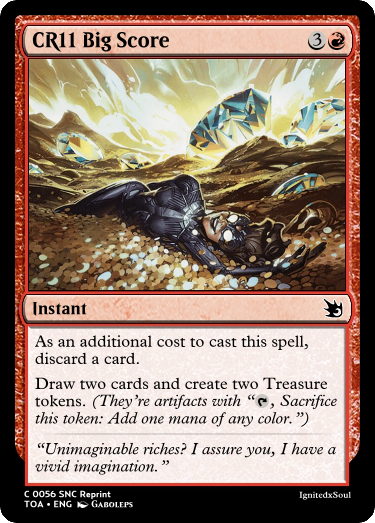 CR11 Big Score 3
Instant
As an additional cost to cast this spell,
discard a card.
Draw two cards and create two Treasure
tokens. (They're artifacts with “, Sacrifice
this token: Add one mana of any color.”)
“Unimaginable riches? I assure you, I have a
vivid imagination.”
C 0056 SNC Reprint
TOA • ENG Gaboleps
IgnitedxSoul